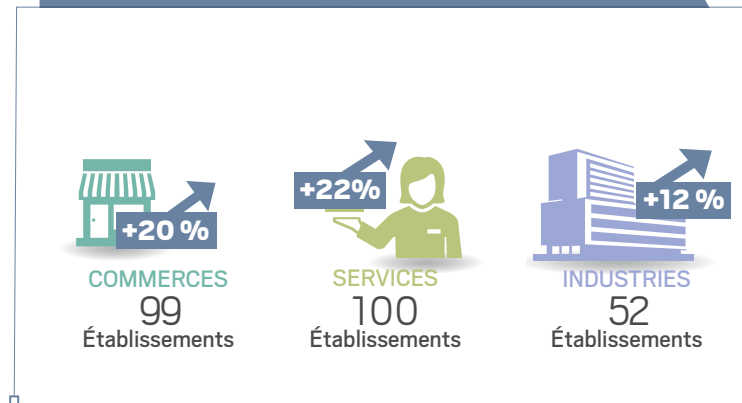 +20 %
COMMERCES
99
Établissements
+22%
SERVICES
100
Établissements
+12 %
INDUSTRIES
52
Établissements